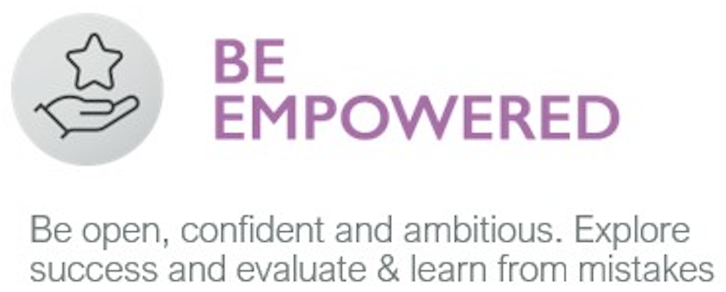 BE
EMPOWERED
Be open, confident and ambitious. Explore
success and evaluate & learn from mistakes